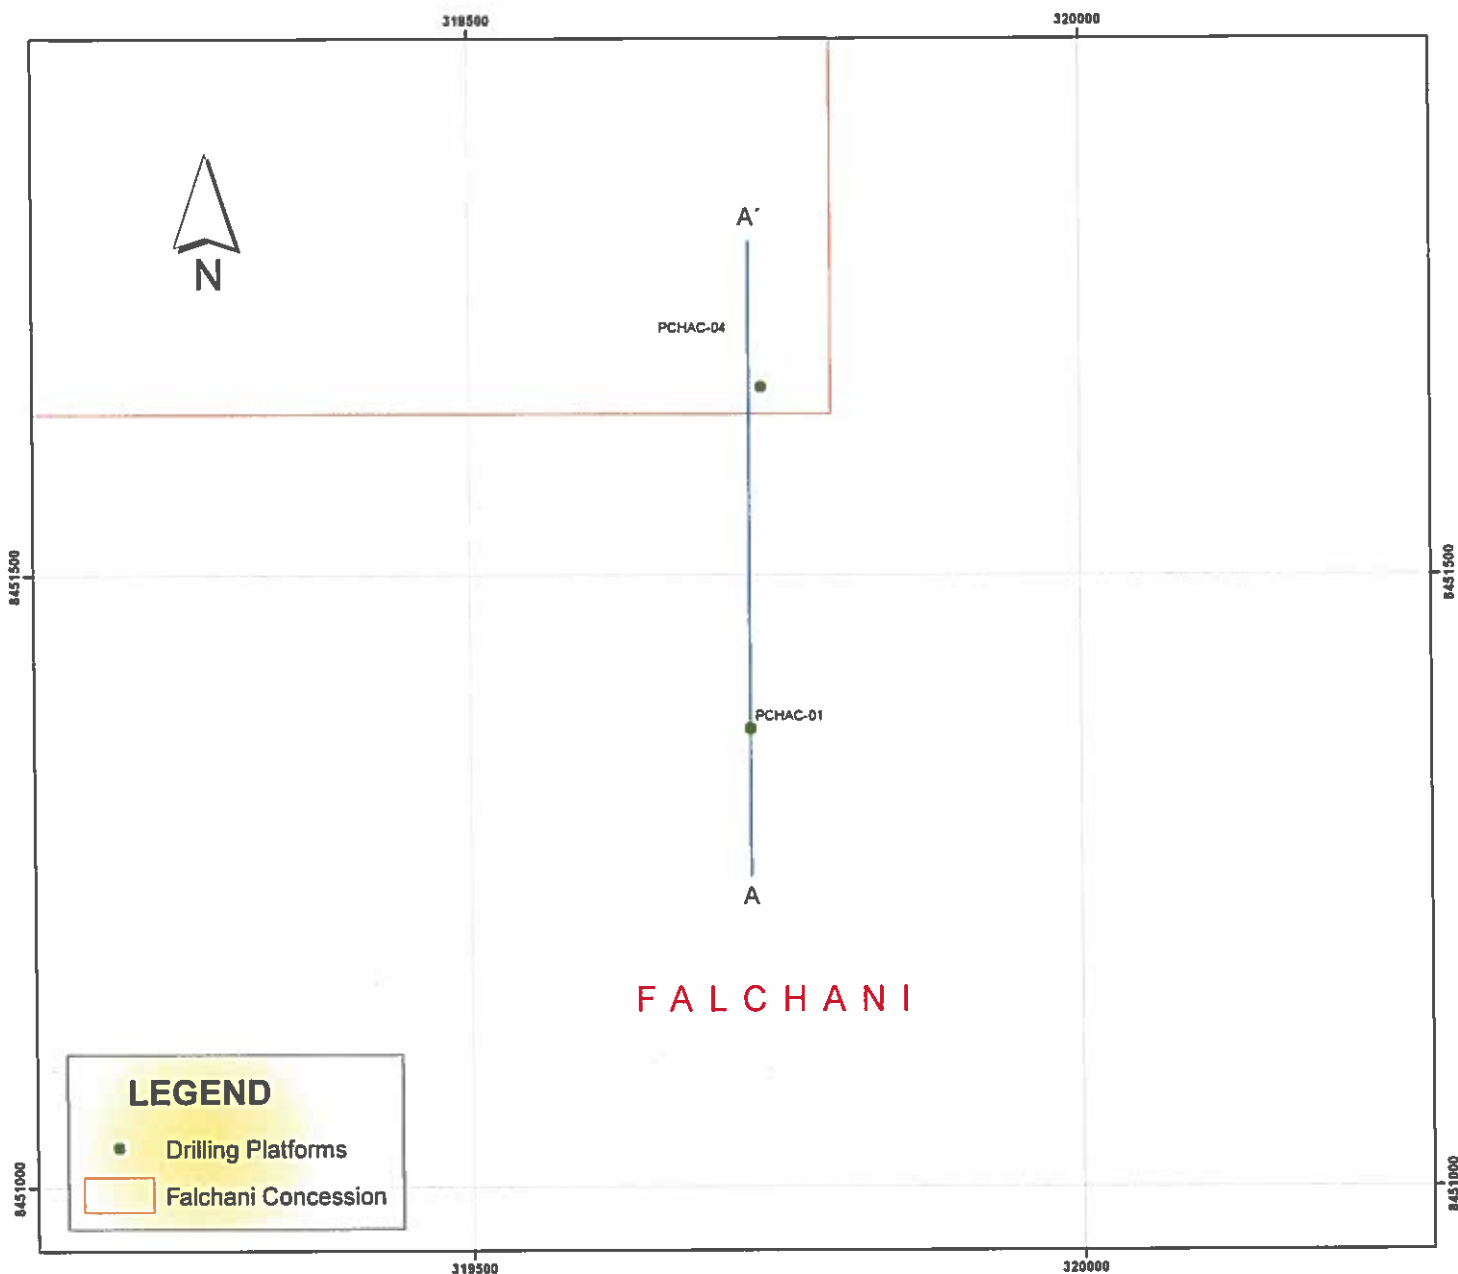 319500
320000
A´
N
PCHAC-04
8451500
8451500
PCHAC-01
A
FALCHANI
LEGEND
Drilling Platforms
Falchani Concession
8451000
8451000
319500
320000